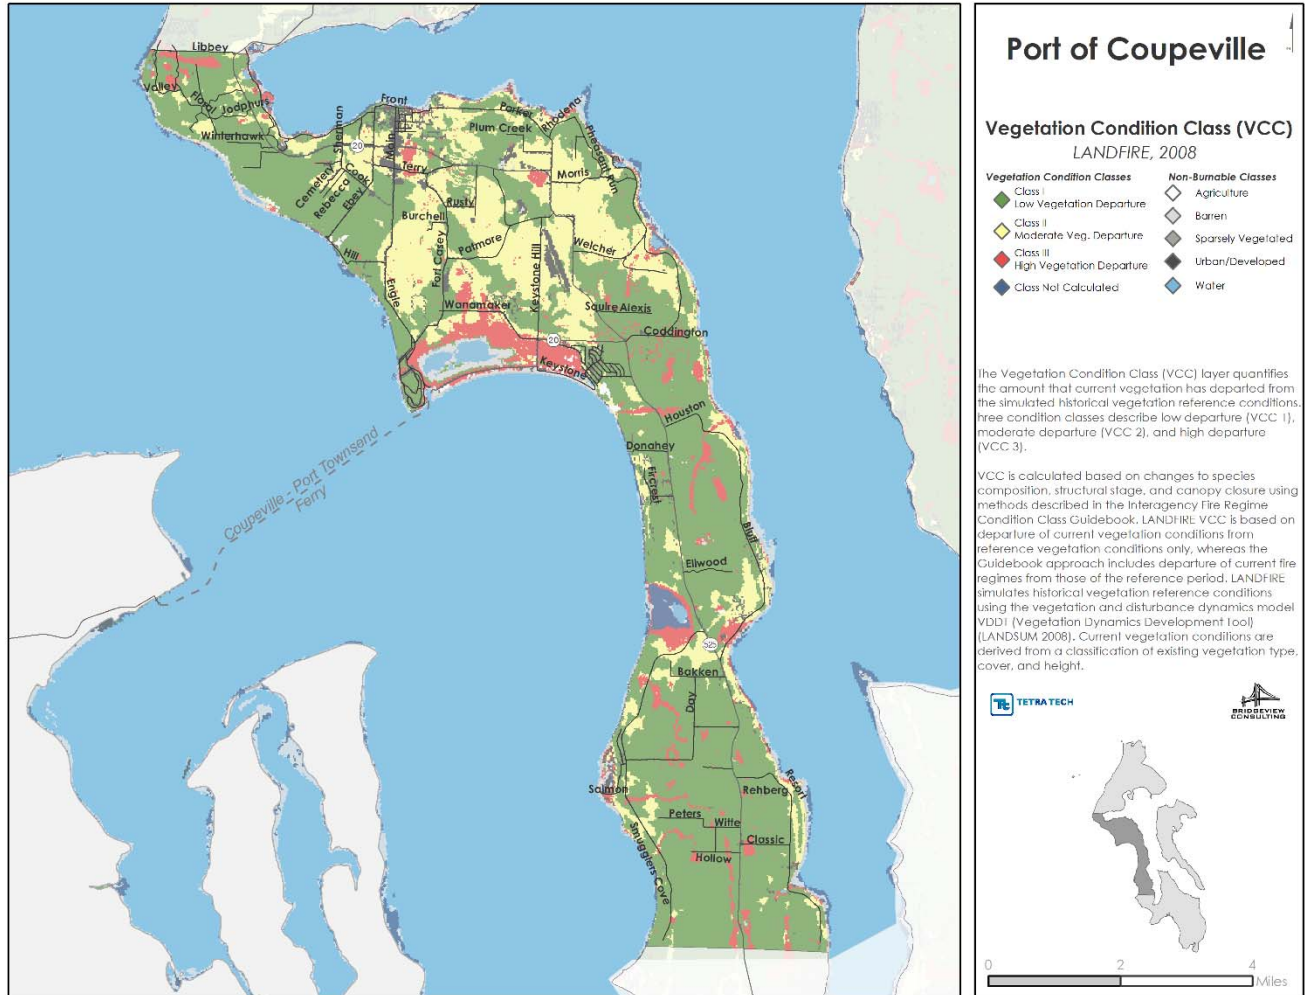 Port of Coupeville
Vegetation Condition Class (VCC)
LANDFIRE, 2008
Vegetation Condition Classes
Class I
Low Vegetation Departure
Class II
Moderate Veg. Departure
Class III
High Vegetation Departure
Class Not Calculated
Non-Burnable Classes
Agriculture
Barren
Sparsely Vegetated
Urban/Developed
Water
The Vegetation Condition Class (VCC) layer quantifies
the amount that current vegetation has departed from
the simulated historical vegetation reference conditions.
hree condition classes describe low departure (VCC 1),
moderate departure (VCC 2), and high departure
(VCC 3).
VCC is calculated based on changes to species
composition, structural stage, and canopy closure using
methods described in the Interagency Fire Regime
Condition Class Guidebook. LANDFIRE VCC is based on
departure of current vegetation conditions from
reference vegetation conditions only, whereas the
Guidebook approach includes departure of current fire
regimes from those of the reference period. LANDFIRE
simulates historical vegetation reference conditions
using the vegetation and disturbance dynamics model
VDDT (Vegetation Dynamics Development Tool)
(LANDSUM 2008). Current vegetation conditions are
derived from a classification of existing vegetation type,
cover, and height.
TETRA TECH
BRIDGEVIEW
CONSULTING
0 2 4
Miles
Libbey
Valley
Floral
Jodphurs
Winterhawk
Sherman
Front
Main
20
Parker
Rhodena
Plum Creek
Pheasant Run
Terry
Morris
Cemetery
Cook
Rebecca
Ebey
Rusty
Burchell
Patmore
Welcher
Hill
Fort Casey
Keystone Hill
Engle
Wanamaker
Squire
Alexis
20
Coddington
Keystone
Houston
Donahey
Fircrest
Bluff
Ellwood
Coupeville - Port Townsend
Ferry
525
Bakken
Day
Salmon
Resort
Rehberg
Peters
Witte
Classic
Hollow
Smugglers Cove